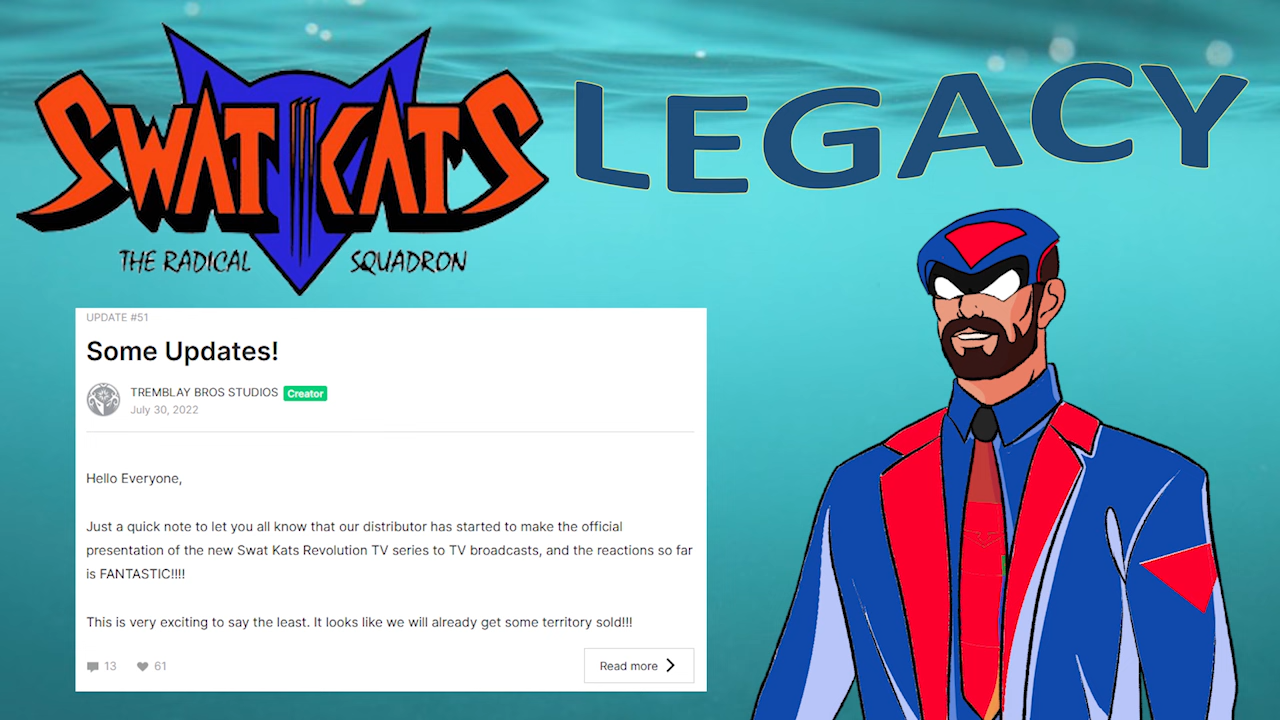 SWAT KATS
THE RADICAL SQUADRON
LEGACY
UPDATE #51
Some Updates!
TREMBLAY BROS STUDIOS Creator
July 30, 2022
Hello Everyone,
Just a quick note to let you all know that our distributor has started to make the official
presentation of the new Swat Kats Revolution TV series to TV broadcasts, and the reactions so far
is FANTASTIC!!!!
This is very exciting to say the least. It looks like we will already get some territory sold!!!
13 61 Read more